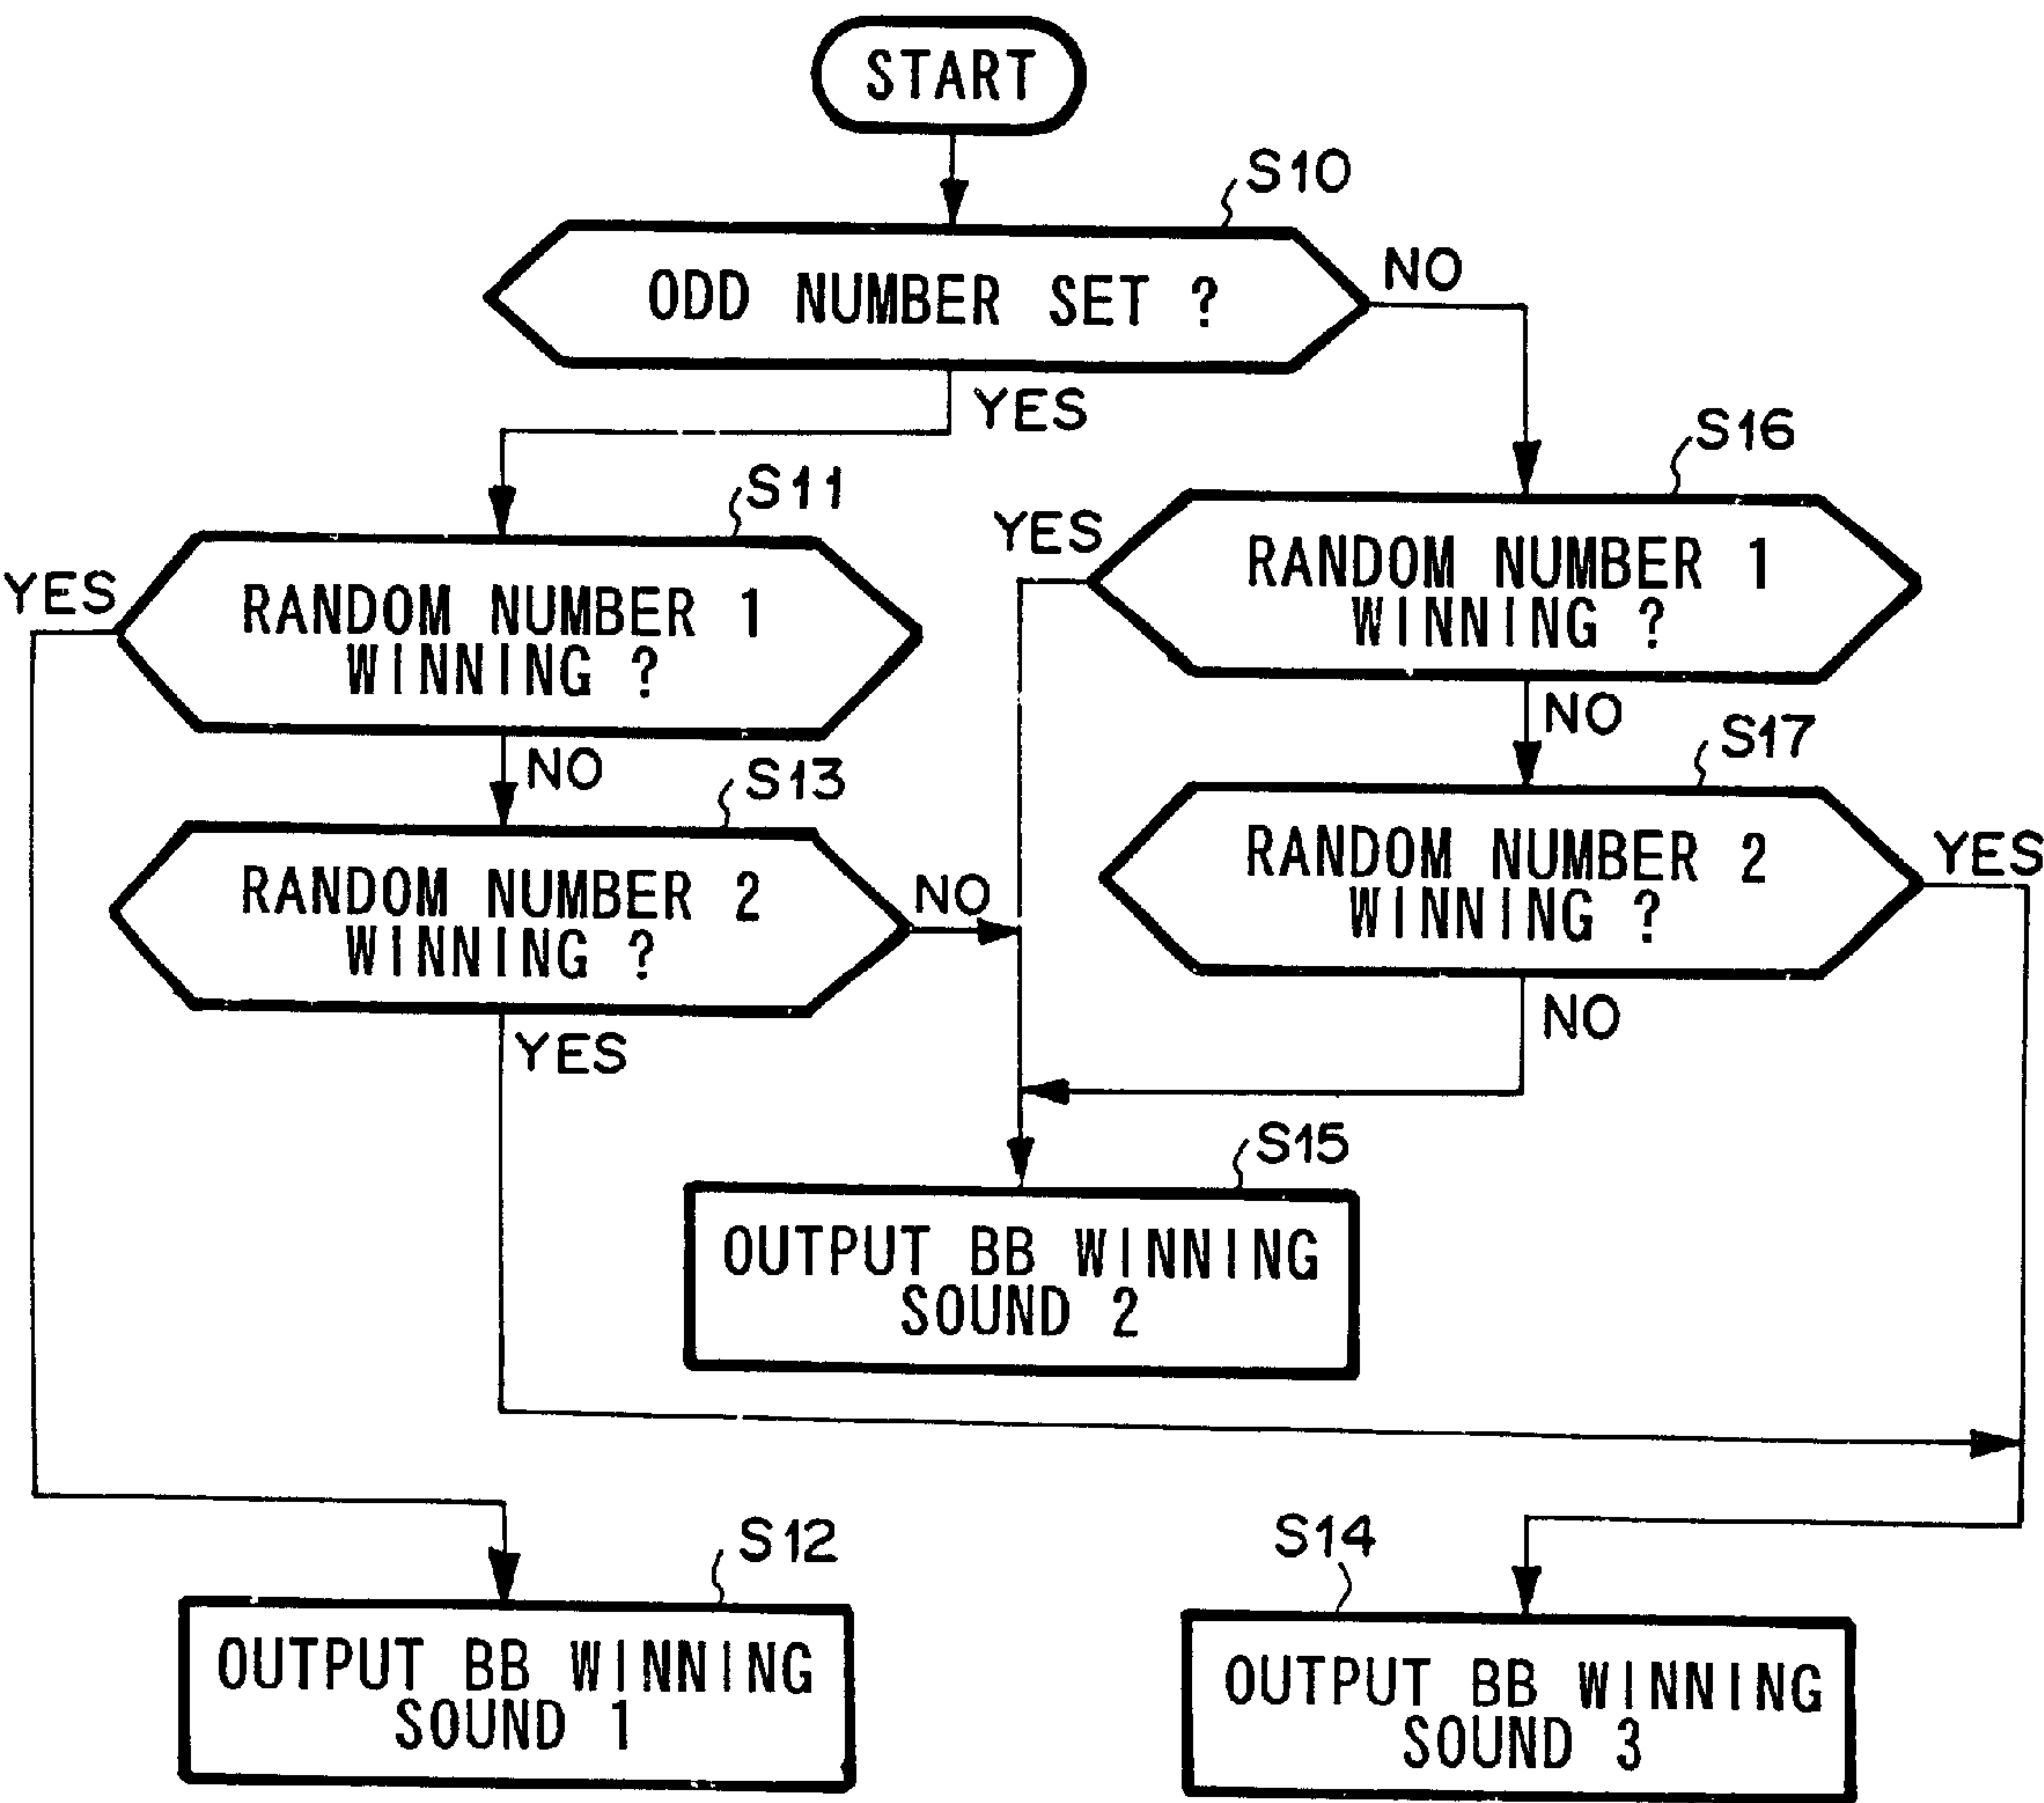 START
S10
ODD NUMBER SET ?
NO
YES
S16
S11
YES
RANDOM NUMBER 1
WINNING ?
YES
RANDOM NUMBER 1
WINNING ?
NO
S17
NO
S13
RANDOM NUMBER 2
WINNING ?
YES
RANDOM NUMBER 2
WINNING ?
NO
NO
YES
S15
OUTPUT BB WINNING
SOUND 2
S12
S14
OUTPUT BB WINNING
SOUND 1
OUTPUT BB WINNING
SOUND 3